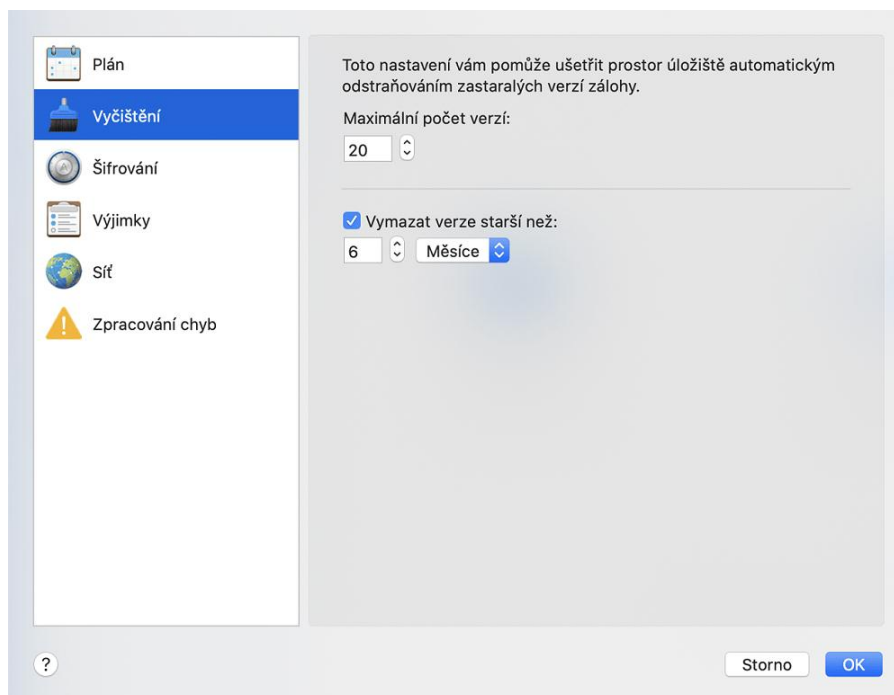 Plán
Vyčištění
Šifrování
Výjimky
Síť
Zpracování chyb
Toto nastavení vám pomůže ušetřit prostor úložiště automatickým
odstraňováním zastaralých verzí zálohy.
Maximální počet verzí:
20
Vymazat verze starší než:
6 Měsíce
?
Storno OK